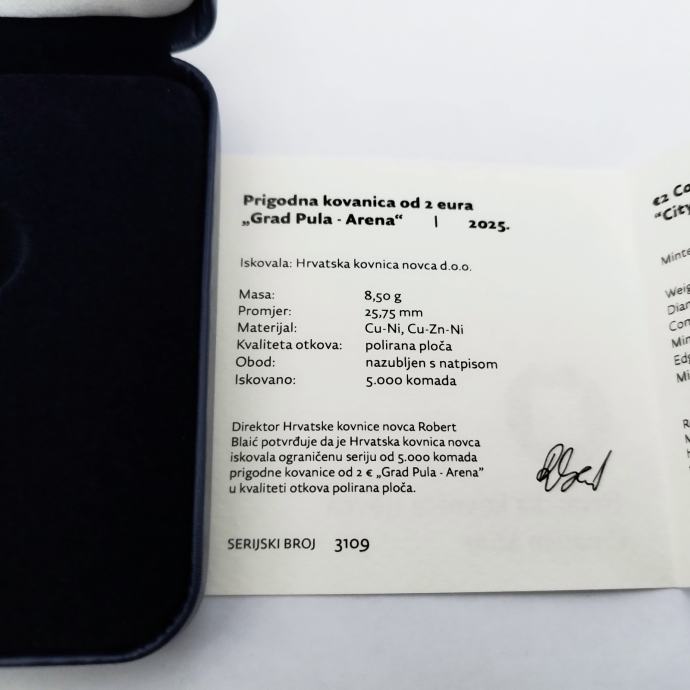 Prigodna kovanica od 2 eura
„Grad Pula - Arena“ | 2025.
Iskovala: Hrvatska kovnica novca d.o.o.
Masa: 8,50 g
Promjer: 25,75 mm
Materijal: Cu-Ni, Cu-Zn-Ni
Kvaliteta otkova: polirana ploča
Obod: nazubljen s natpisom
Iskovano: 5.000 komada
Direktor Hrvatske kovnice novca Robert
Blaić potvrđuje da je Hrvatska kovnica novca
iskovala ograničenu seriju od 5.000 komada
prigodne kovanice od 2 € „Grad Pula - Arena”
u kvaliteti otkova polirana ploča.
SERIJSKI BROJ 3109
€2
“City